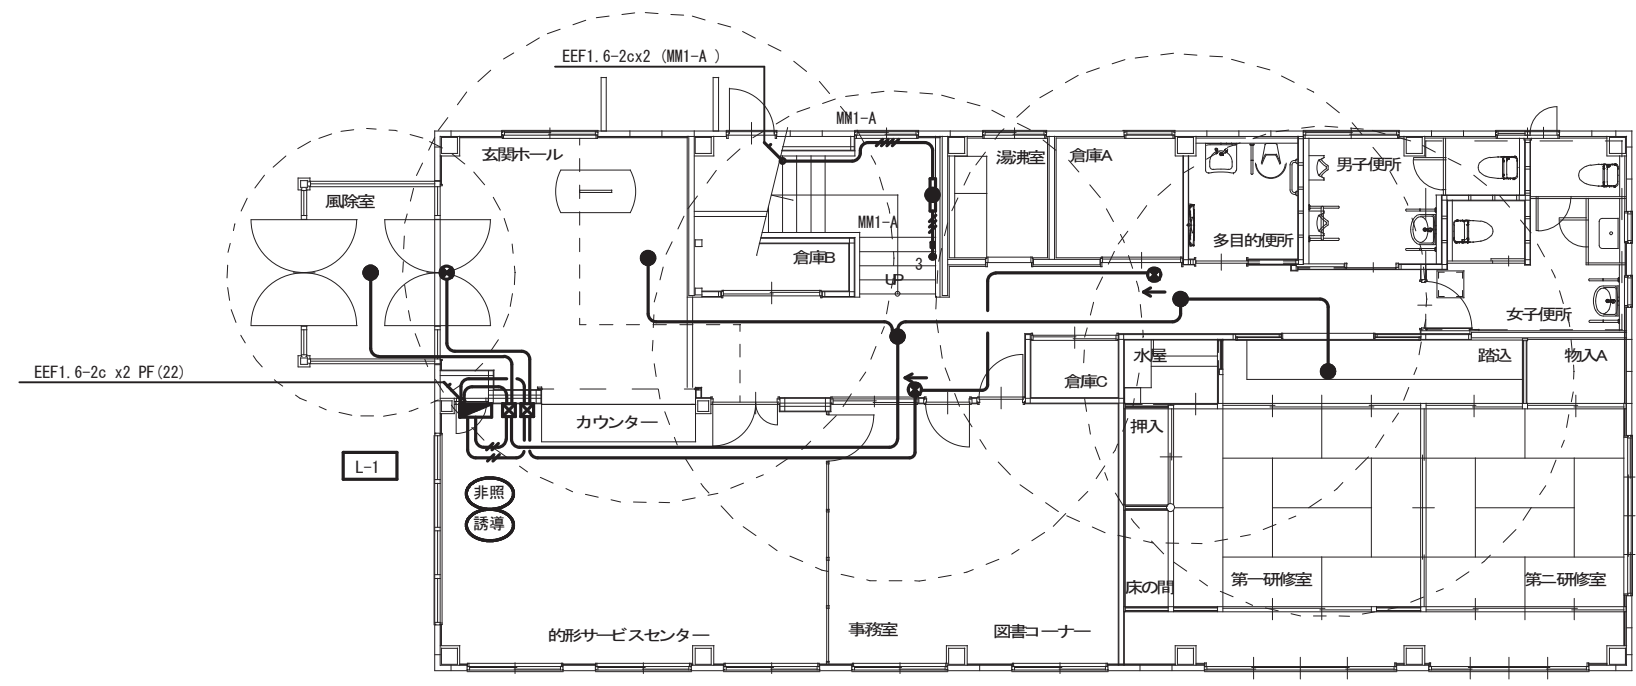 EEF1.6-2cx2 (MM1-A )
MM1-A
玄関ホール
湯沸室
倉庫A
男子便所
風除室
MM1-A
多目的便所
倉庫B
3
UP
女子便所
水屋
踏込
物入A
EEF1.6-2c x2 PF(22)
倉庫C
カウンター
押入
L-1
非照
誘導
床の間
第一研修室
第二研修室
的形サービスセンター
事務室
図書コーナー